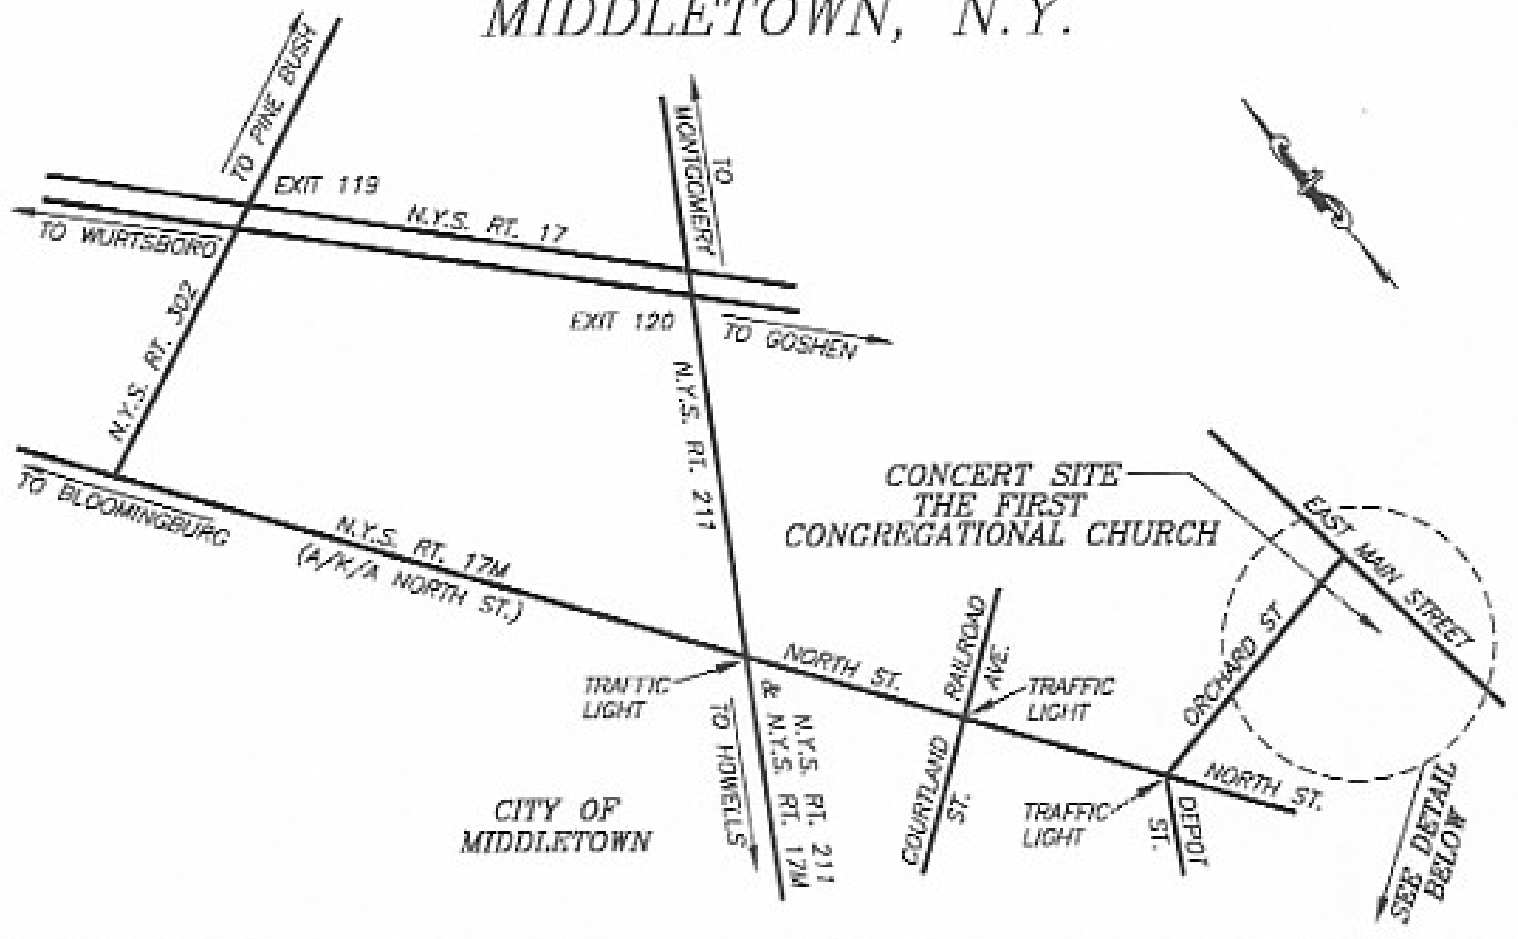 MIDDLETOWN, N.Y.
TO PINE BUSH
EXIT 119
N.Y.S. RT. 17
TO WURTSBORO
TO
MONTGOMERY
EXIT 120
TO GOSHEN
N.Y.S. RT. 302
N.Y.S. RT. 211
TO BLOOMINGBURG
N.Y.S. RT. 17M
(A/K/A NORTH ST.)
CONCERT SITE
THE FIRST
CONGREGATIONAL CHURCH
EAST MAIN STREET
ORCHARD ST
NORTH ST.
RAILROAD
AVE.
TRAFFIC
LIGHT
TRAFFIC
LIGHT
TO HOWELLS
N.Y.S. RT. 211
& N.Y.S. RT. 17M
COURTLAND
ST.
TRAFFIC
LIGHT
NORTH ST.
DEPOT
ST.
CITY OF
MIDDLETOWN
SEE DETAIL
BELOW